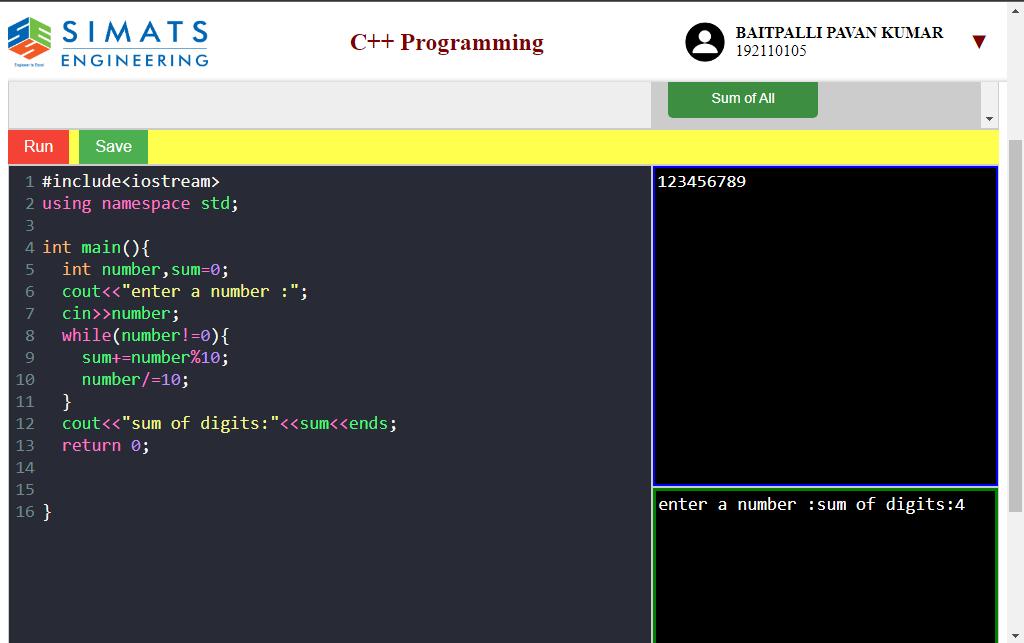 SIMATS
ENGINEERING
Engineer to Excel
C++ Programming
BAITPALLI PAVAN KUMAR
192110105
Sum of All
Run
Save
1 #include<iostream>
2 using namespace std;
3
4 int main(){
5   int number,sum=0;
6   cout<<"enter a number :";
7   cin>>number;
8   while(number!=0){
9     sum+=number%10;
10     number/=10;
11   }
12   cout<<"sum of digits:"<<sum<<ends;
13   return 0;
14
15
16 }
123456789
enter a number :sum of digits:4